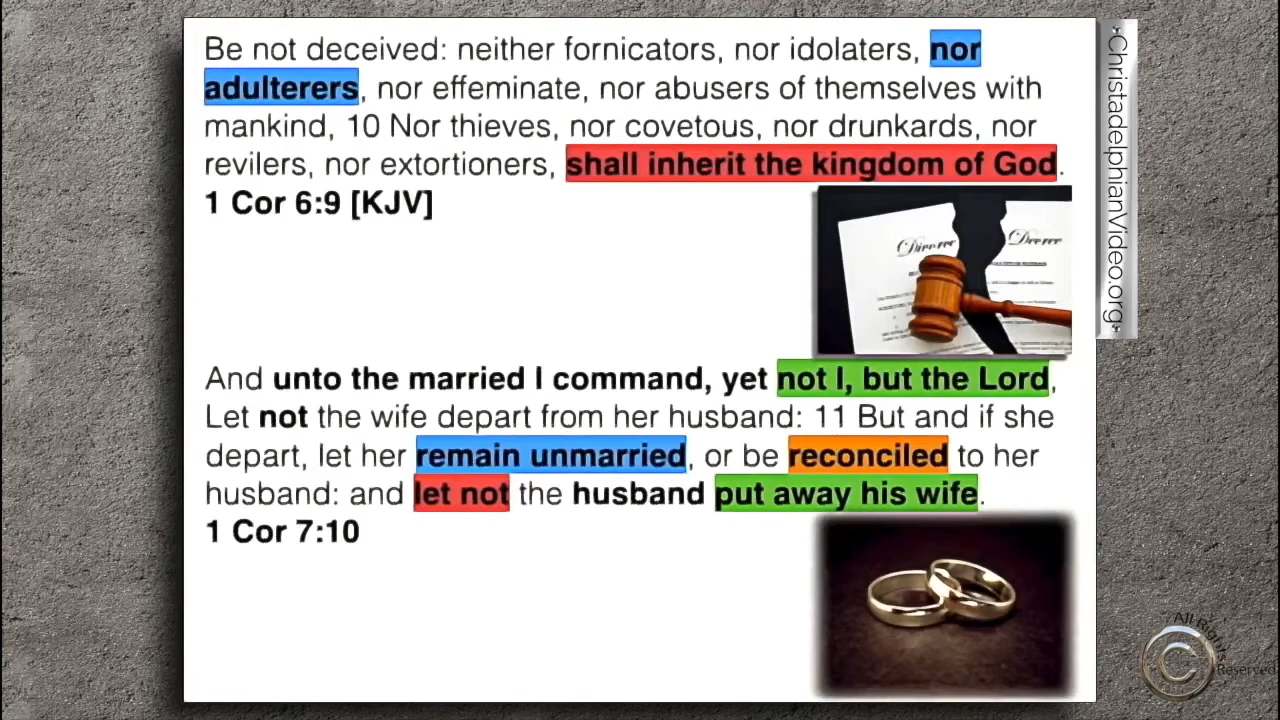 Be not deceived: neither fornicators, nor idolaters, nor
adulterers, nor effeminate, nor abusers of themselves with
mankind, 10 Nor thieves, nor covetous, nor drunkards, nor
revilers, nor extortioners, shall inherit the kingdom of God.
1 Cor 6:9 [KJV]
Divorce Decree
And unto the married I command, yet not I, but the Lord,
Let not the wife depart from her husband: 11 But and if she
depart, let her remain unmarried, or be reconciled to her
husband: and let not the husband put away his wife.
1 Cor 7:10
•ChristadelphianVideo.org•
All Rights
C
Reserved